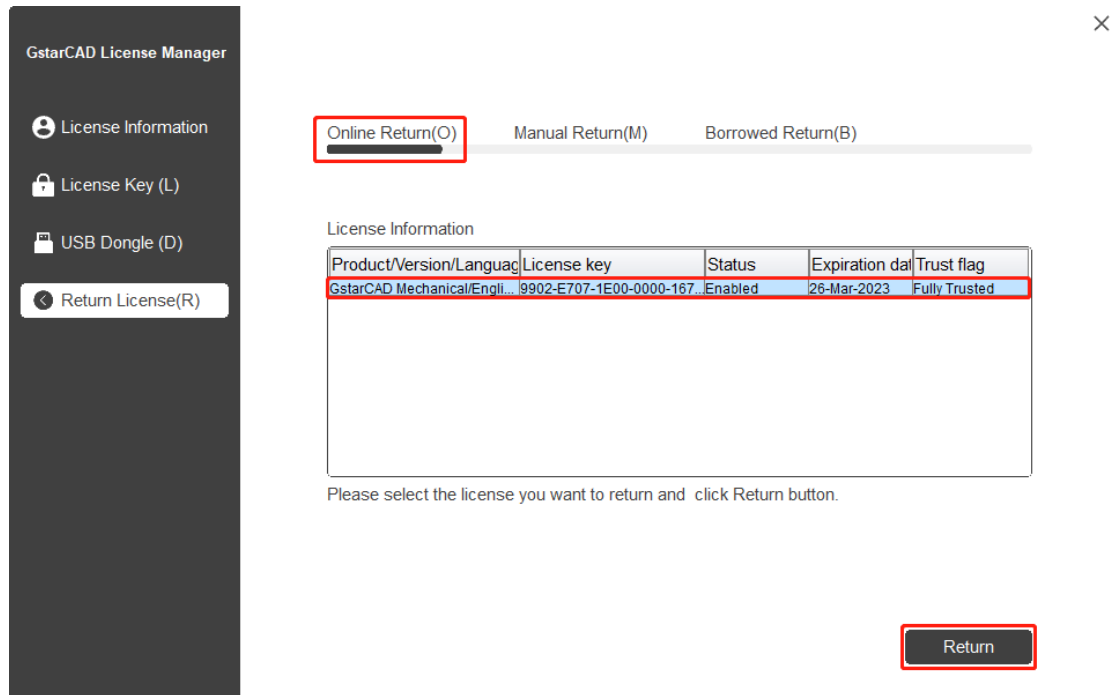 GstarCAD License Manager
License Information
License Key (L)
USB Dongle (D)
Return License(R)
Online Return(O) Manual Return(M) Borrowed Return(B)
License Information
Product/Version/Languag License key Status Expiration dat Trust flag
GstarCAD Mechanical/Engli... 9902-E707-1E00-0000-167... Enabled 26-Mar-2023 Fully Trusted
Please select the license you want to return and click Return button.
Return